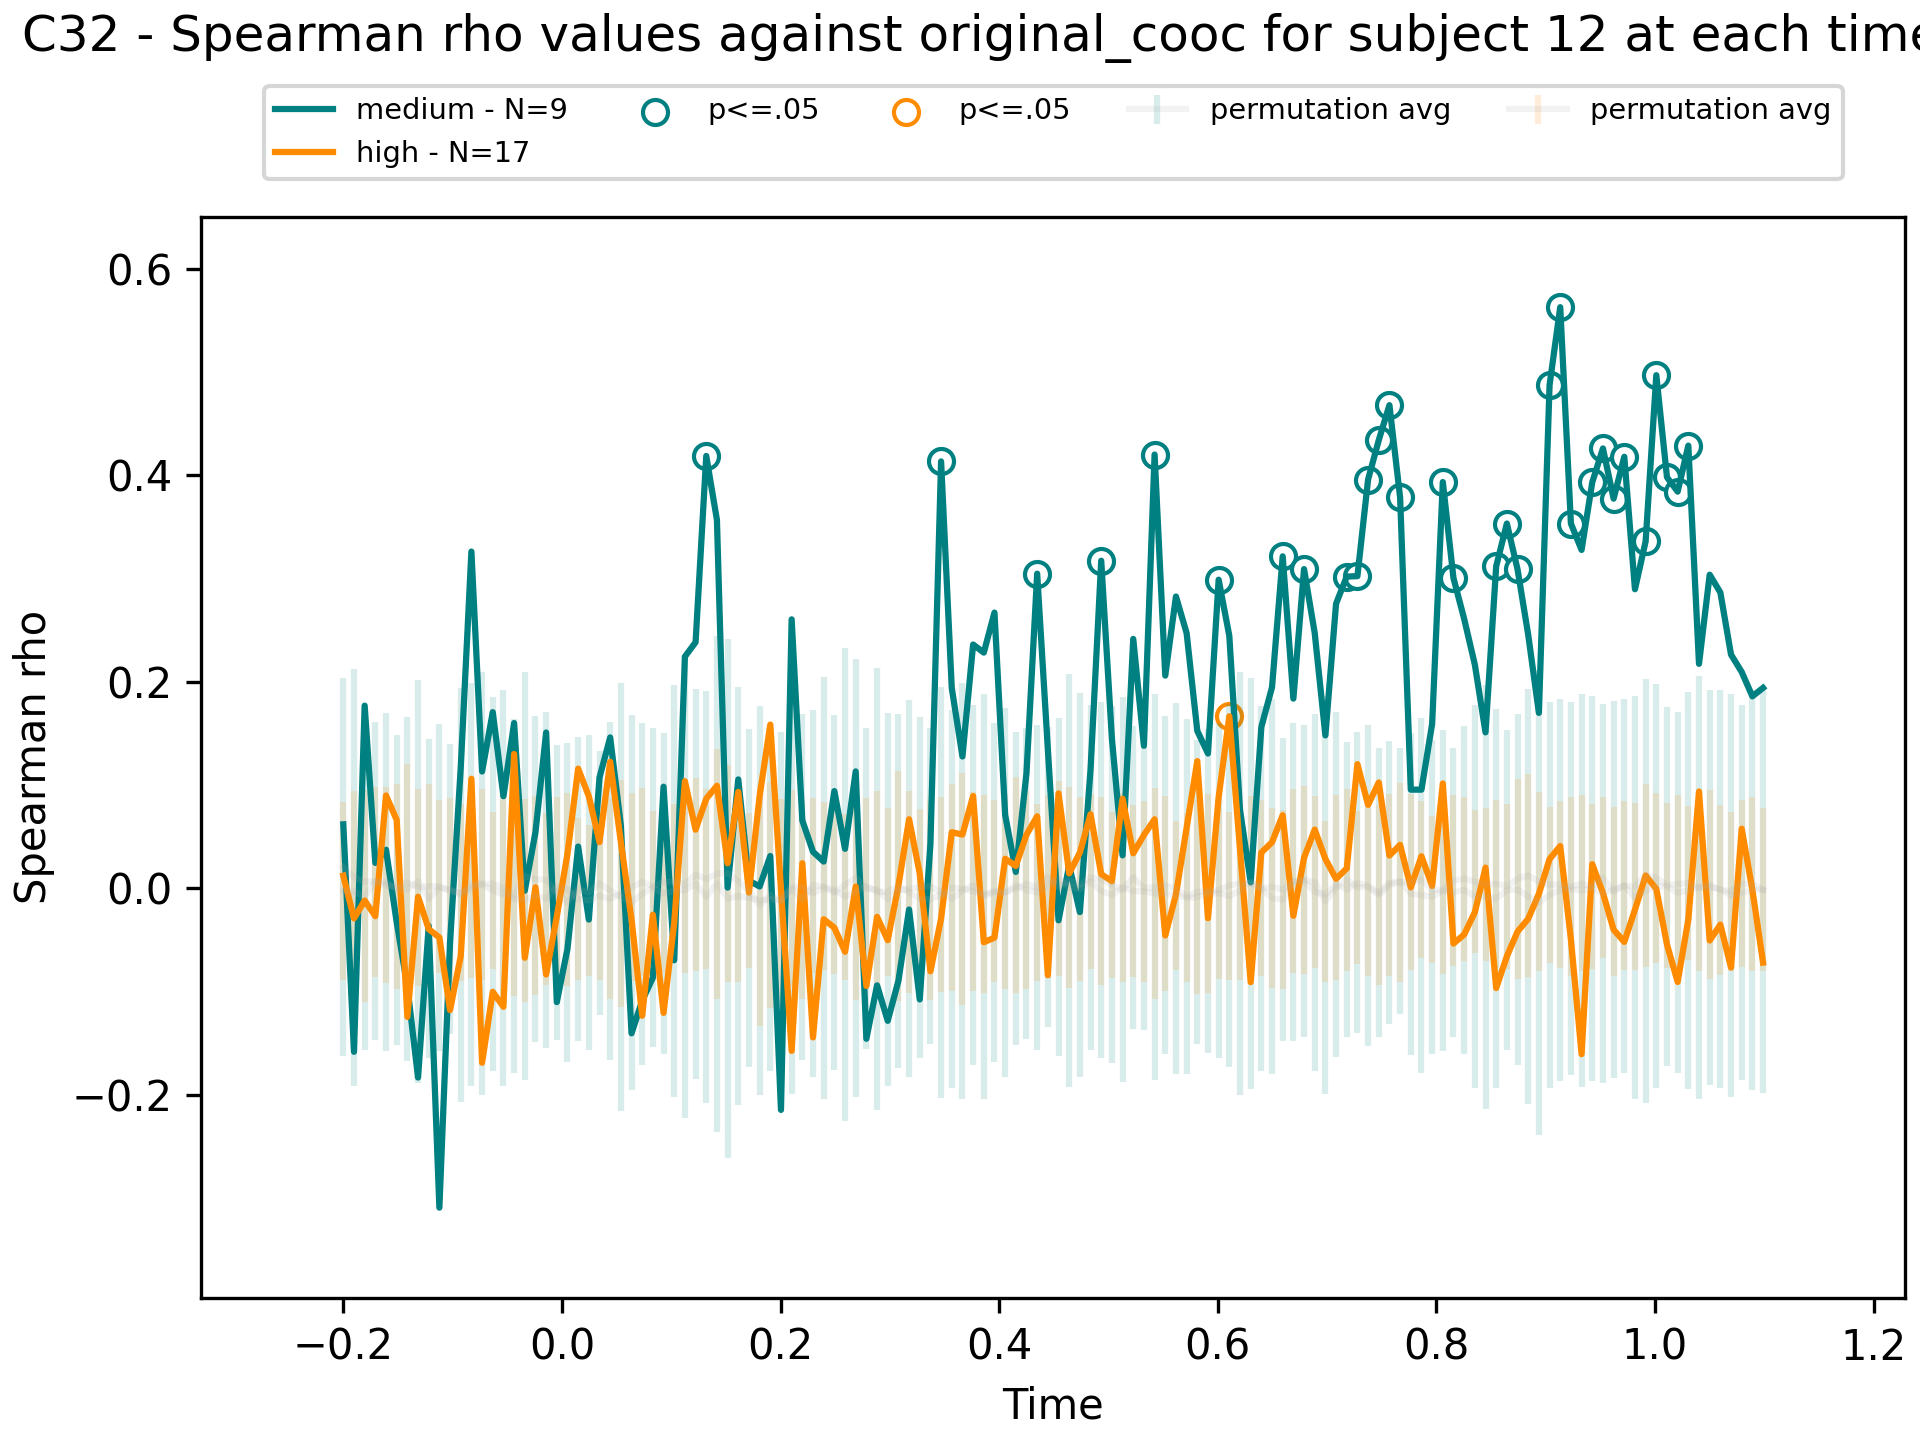 C32 - Spearman rho values against original_cooc for subject 12 at each time
medium - N=9
high - N=17
p<=.05
p<=.05
permutation avg
permutation avg
Spearman rho
0.6
0.4
0.2
0.0
−0.2
−0.2
0.0
0.2
0.4
0.6
0.8
1.0
1.2
Time